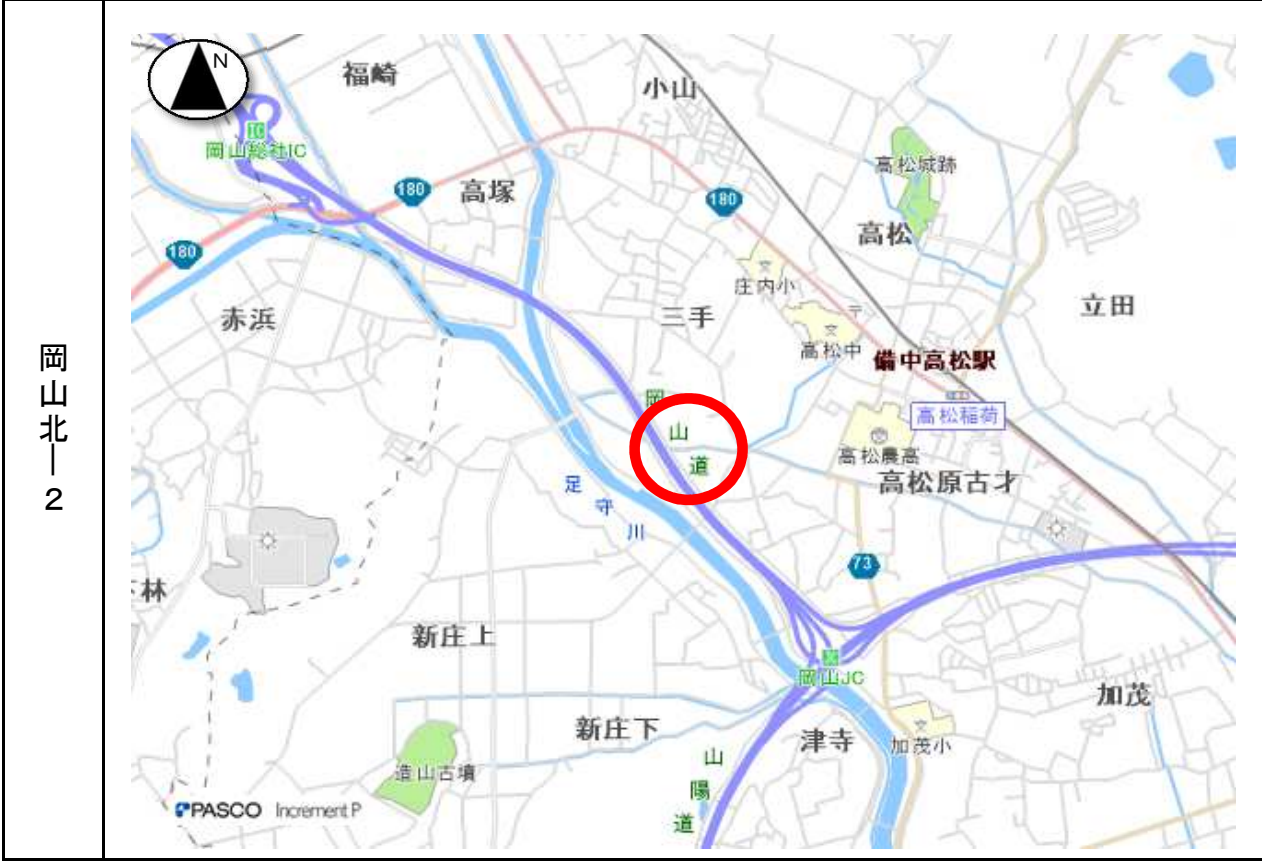 岡山北―2
N
福崎
小山
IC
岡山総社IC
高松城跡
180
高塚
180
高松
180
庄内小
立田
赤浜
三手
高松中
備中高松駅
高松稲荷
岡山道
高松農高
高松原古才
足守川
73
林
新庄上
岡山JC
加茂
新庄下
津寺
加茂小
造山古墳
山陽道
PASCO Increment P